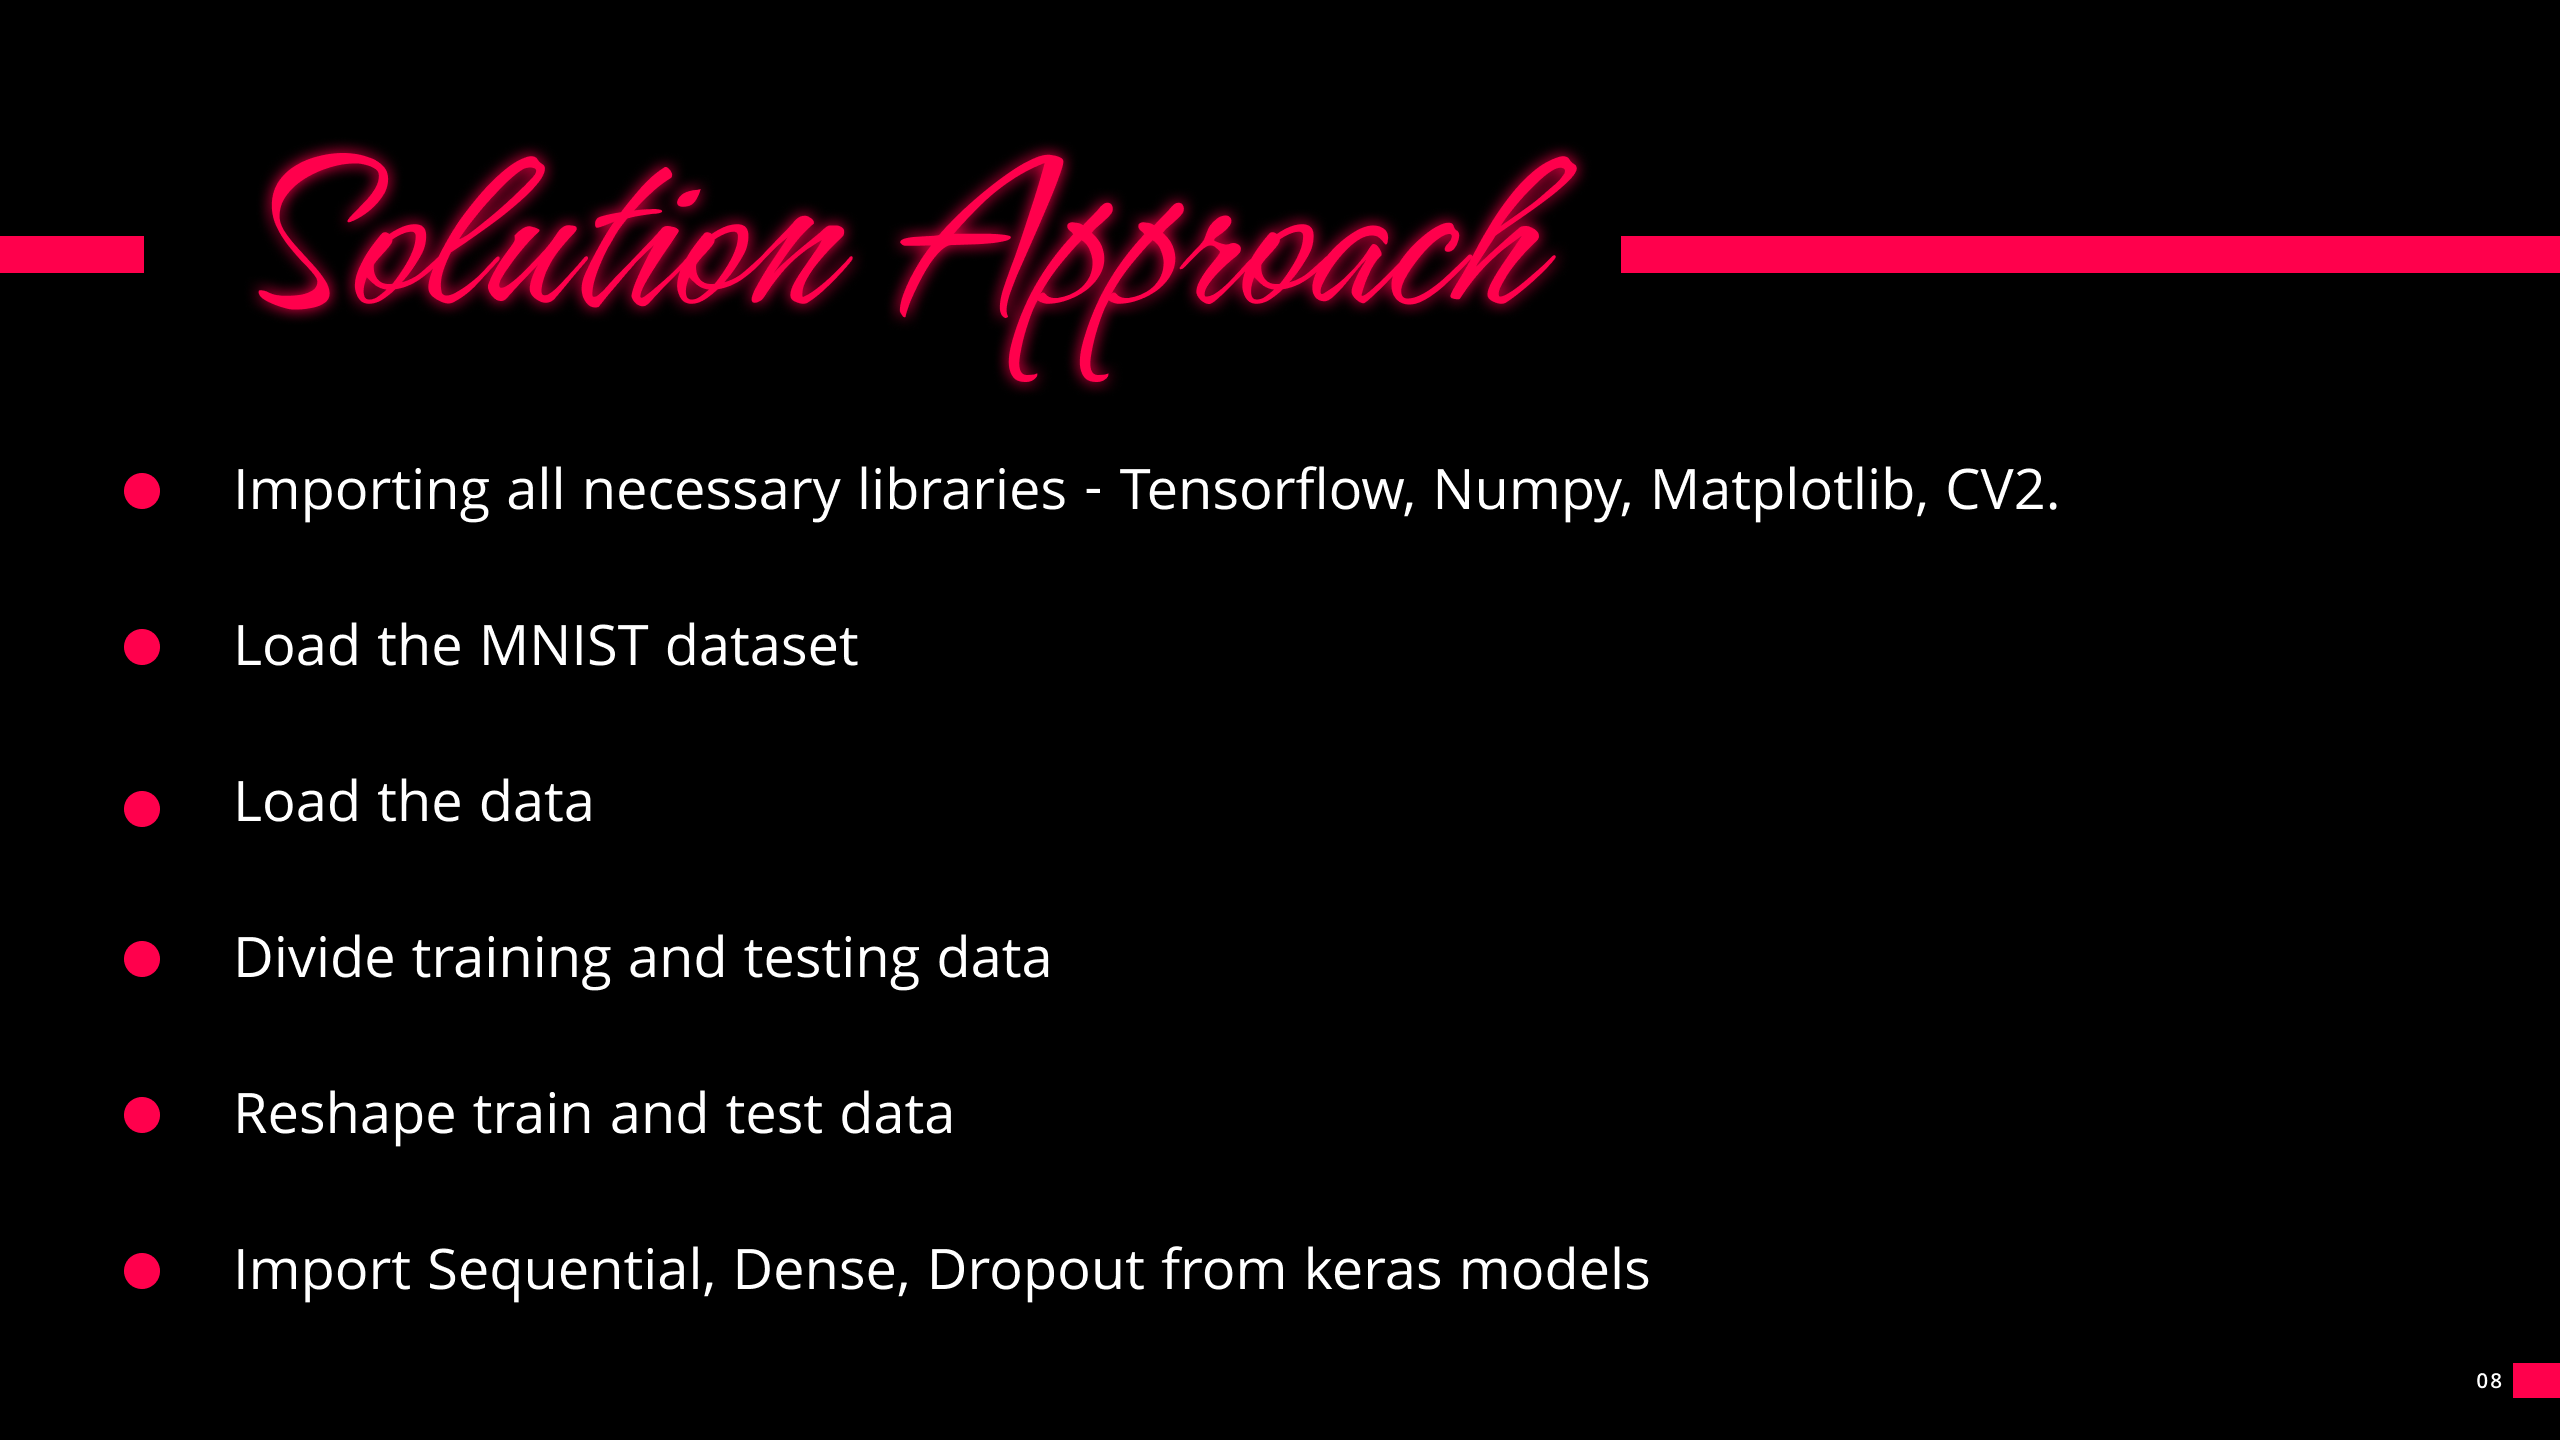 Solution Approach
Importing all necessary libraries - Tensorflow, Numpy, Matplotlib, CV2.
Load the MNIST dataset
Load the data
Divide training and testing data
Reshape train and test data
Import Sequential, Dense, Dropout from keras models
08